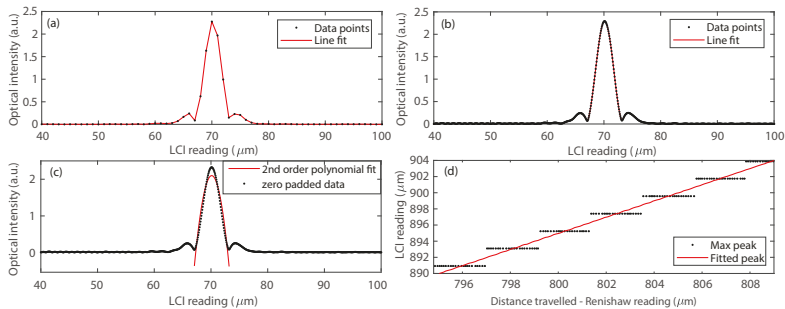 (a)
Data points
Line fit
Optical intensity (a.u.)
0
0.5
1
1.5
2
2.5
40 50 60 70 80 90 100
LCI reading (μm)
(b)
Data points
Line fit
Optical intensity (a.u.)
0
0.5
1
1.5
2
2.5
40 50 60 70 80 90 100
LCI reading (μm)
(c)
2nd order polynomial fit
zero padded data
Optical intensity (a.u.)
0
1
2
40 50 60 70 80 90 100
LCI reading (μm)
(d)
Max peak
Fitted peak
LCI reading (μm)
890
892
894
896
898
900
902
904
796 798 800 802 804 806 808
Distance travelled - Renishaw reading (μm)